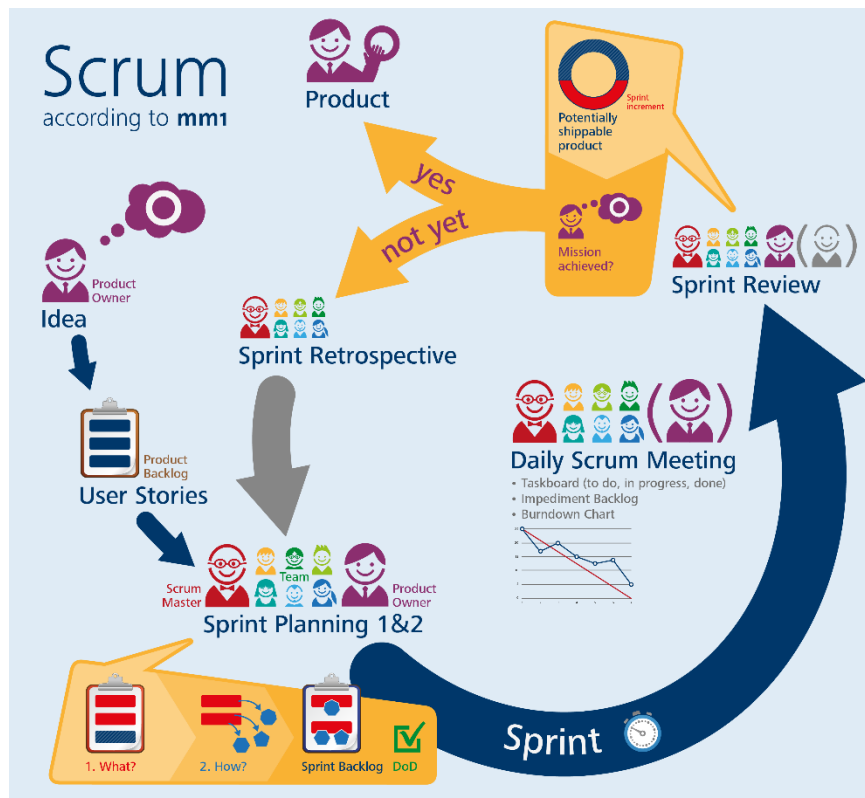 Scrum
according to mm1
Product
Sprint
increment
Potentially
shippable
product
yes
not yet
Mission
achieved?
Product
Owner
Idea
Sprint Review
Sprint Retrospective
Product
Backlog
User Stories
Daily Scrum Meeting
• Taskboard (to do, in progress, done)
• Impediment Backlog
• Burndown Chart
Team
Scrum
Master
Product
Owner
Sprint Planning 1&2
1. What?
2. How?
Sprint Backlog
DoD
Sprint